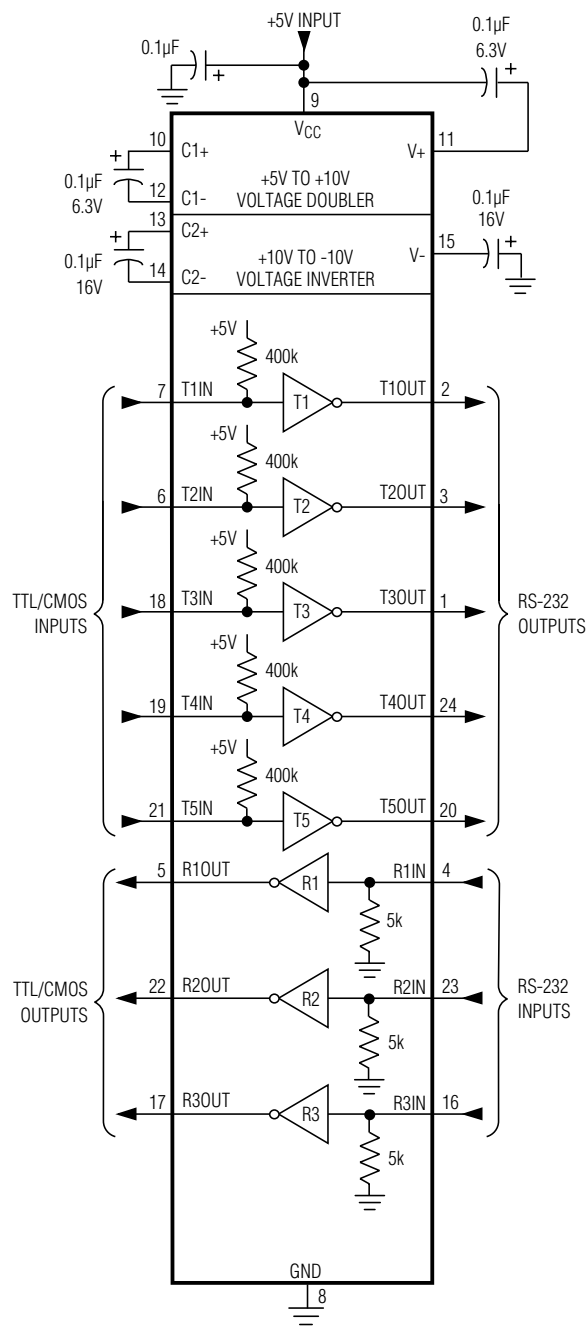 +5V INPUT
0.1µF
0.1µF
6.3V
+
+
9
VCC
10
C1+
V+
11
+
0.1µF
6.3V
12
C1-
+5V TO +10V
VOLTAGE DOUBLER
13
C2+
+
0.1µF
16V
14
C2-
+10V TO -10V
VOLTAGE INVERTER
V-
15
0.1µF
16V
+
+5V
400k
7
T1IN
T1
T1OUT
2
+5V
400k
6
T2IN
T2
T2OUT
3
+5V
400k
TTL/CMOS
INPUTS
18
T3IN
T3
T3OUT
1
RS-232
OUTPUTS
+5V
400k
19
T4IN
T4
T4OUT
24
+5V
400k
21
T5IN
T5
T5OUT
20
5
R1OUT
R1
R1IN
4
5k
TTL/CMOS
OUTPUTS
22
R2OUT
R2
R2IN
23
RS-232
INPUTS
5k
17
R3OUT
R3
R3IN
16
5k
GND
8